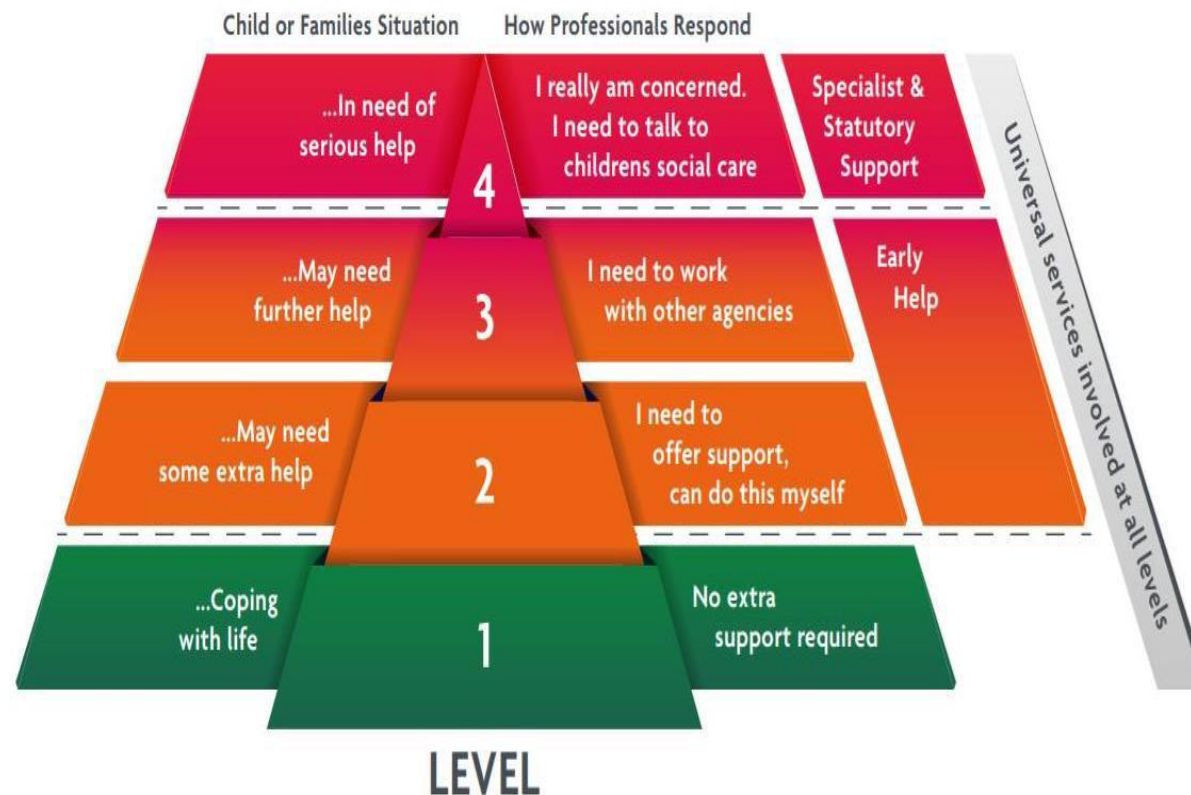 Child or Families Situation
How Professionals Respond
...In need of
serious help
4
I really am concerned.
I need to talk to
childrens social care
Specialist &
Statutory
Support
...May need
further help
3
I need to work
with other agencies
Early
Help
...May need
some extra help
2
I need to
offer support,
can do this myself
...Coping
with life
1
No extra
support required
Universal services involved at all levels
LEVEL